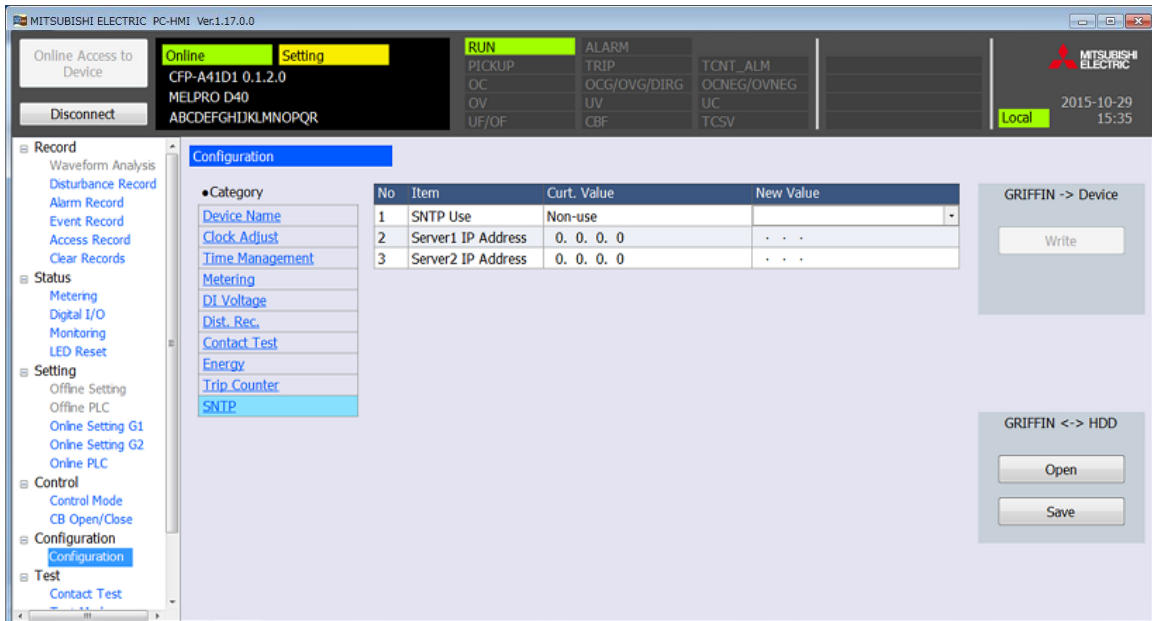 MITSUBISHI ELECTRIC PC-HMI Ver.1.17.0.0
Online Access to
Device
Disconnect
Online Setting
CFP-A41D1 0.1.2.0
MELPRO D40
ABCDEFGHIJKLMNOPQR
RUN ALARM
PICKUP TRIP TCNT_ALM
OC OCG/OVG/DIRG OCNEG/OVNEG
OV UV UC
UF/OF CBF TCSV
MITSUBISHI
ELECTRIC
2015-10-29
Local 15:35
Record
Waveform Analysis
Disturbance Record
Alarm Record
Event Record
Access Record
Clear Records
Status
Metering
Digital I/O
Monitoring
LED Reset
Setting
Offline Setting
Offline PLC
Online Setting G1
Online Setting G2
Online PLC
Control
Control Mode
CB Open/Close
Configuration
Configuration
Test
Contact Test
Configuration
●Category
Device Name
Clock Adjust
Time Management
Metering
DI Voltage
Dist. Rec.
Contact Test
Energy
Trip Counter
SNTP
No Item Curt. Value New Value
1 SNTP Use Non-use
2 Server1 IP Address 0. 0. 0. 0 . . .
3 Server2 IP Address 0. 0. 0. 0 . . .
GRIFFIN -> Device
Write
GRIFFIN <-> HDD
Open
Save